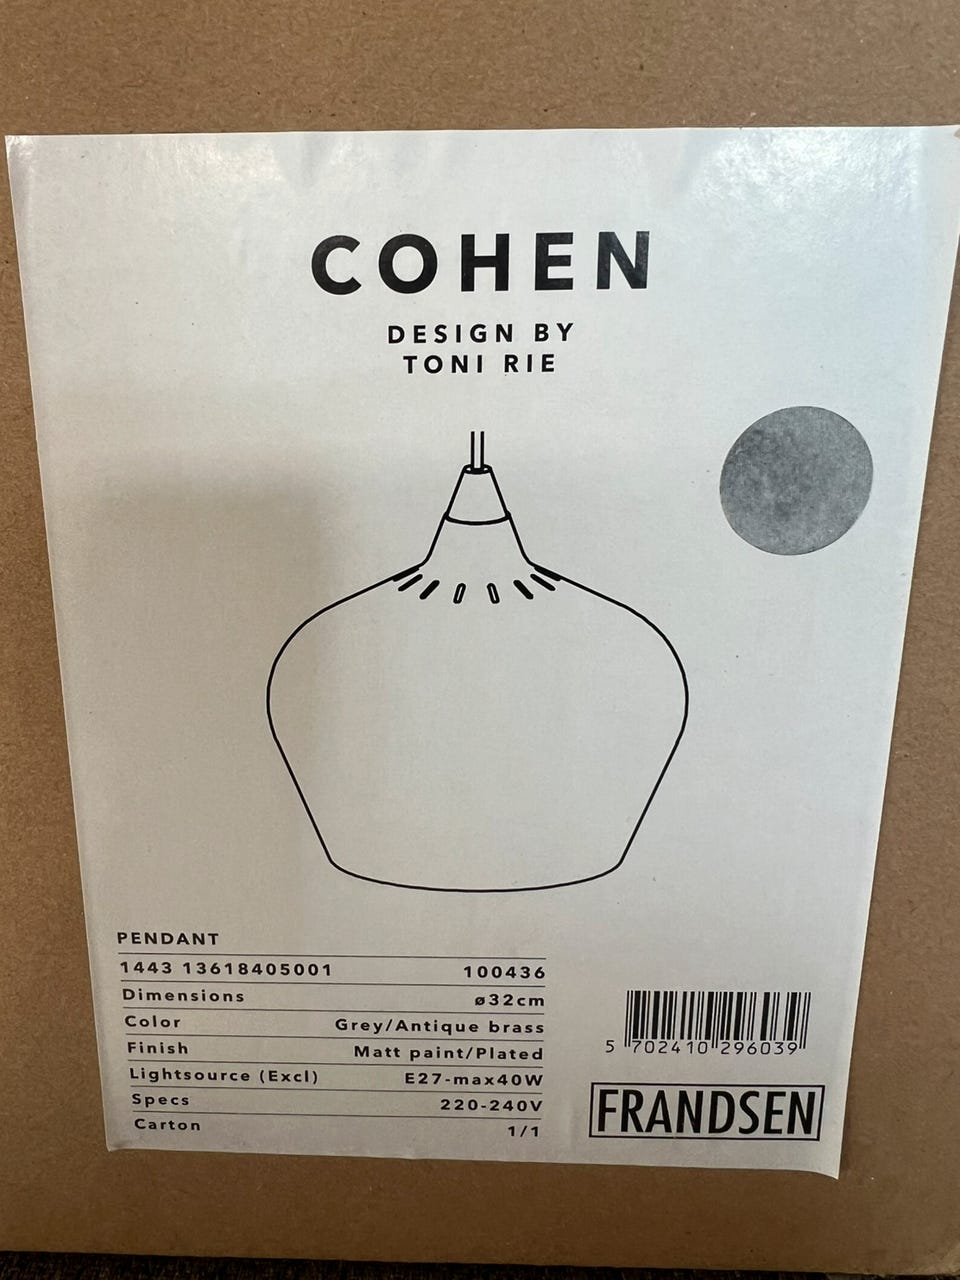 COHEN
DESIGN BY
TONI RIE
PENDANT
1443 13618405001 100436
Dimensions ø32cm
Color Grey/Antique brass
Finish Matt paint/Plated
Lightsource (Excl) E27-max40W
Specs 220-240V
Carton 1/1
5 702410 296039
FRANDSEN